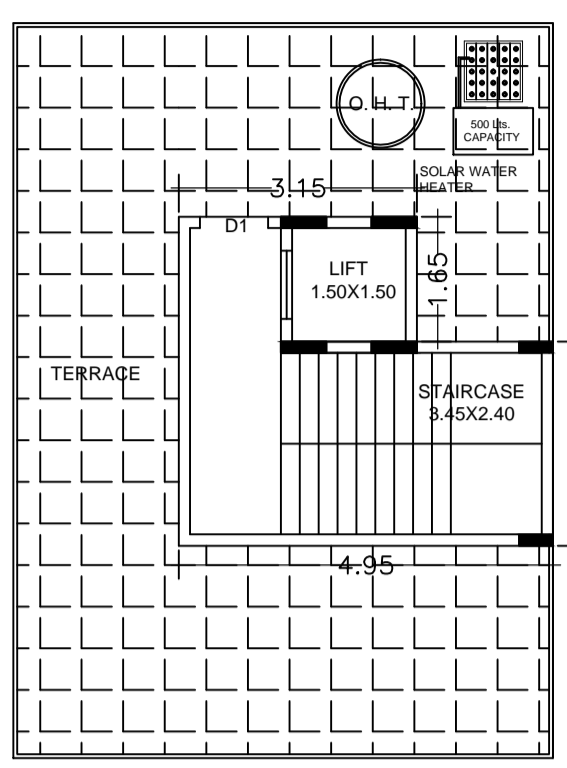 O. H. T.
500 Lts.
CAPACITY
SOLAR WATER
HEATER
3.15
D1
LIFT
1.50X1.50
1.65
TERRACE
STAIRCASE
3.45X2.40
4.95